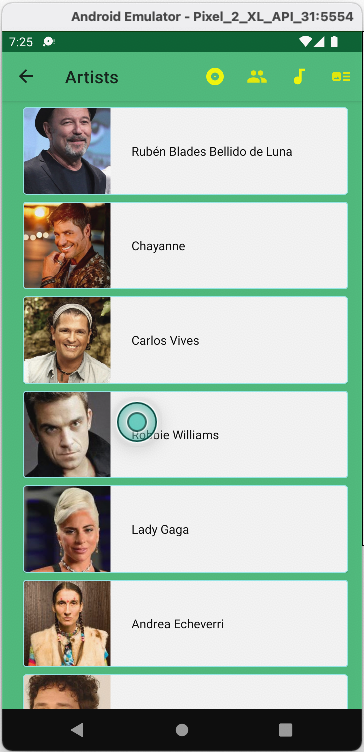 Android Emulator - Pixel_2_XL_API_31:5554
7:25
Artists
Rubén Blades Bellido de Luna
Chayanne
Carlos Vives
Robbie Williams
Lady Gaga
Andrea Echeverri